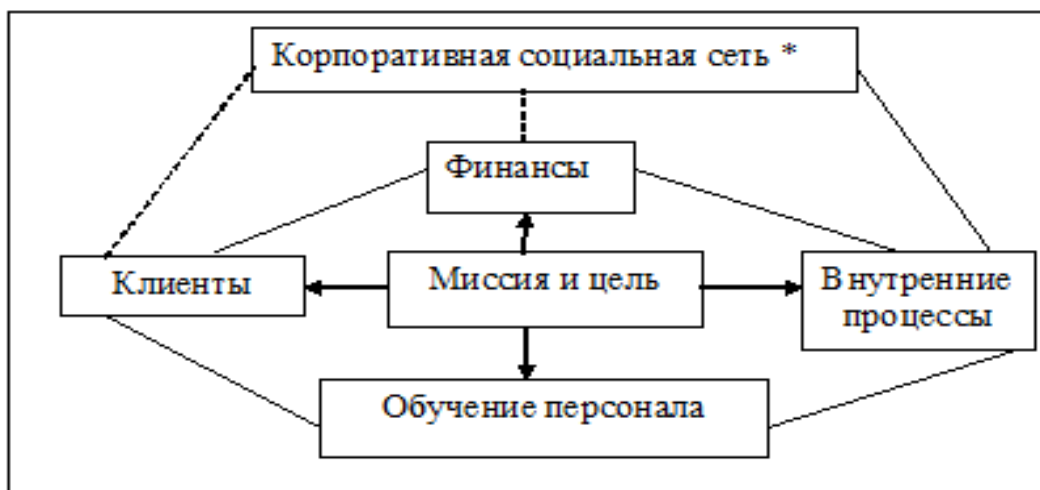 Корпоративная социальная сеть *
Финансы
Клиенты
Миссия и цель
Внутренние
процессы
Обучение персонала